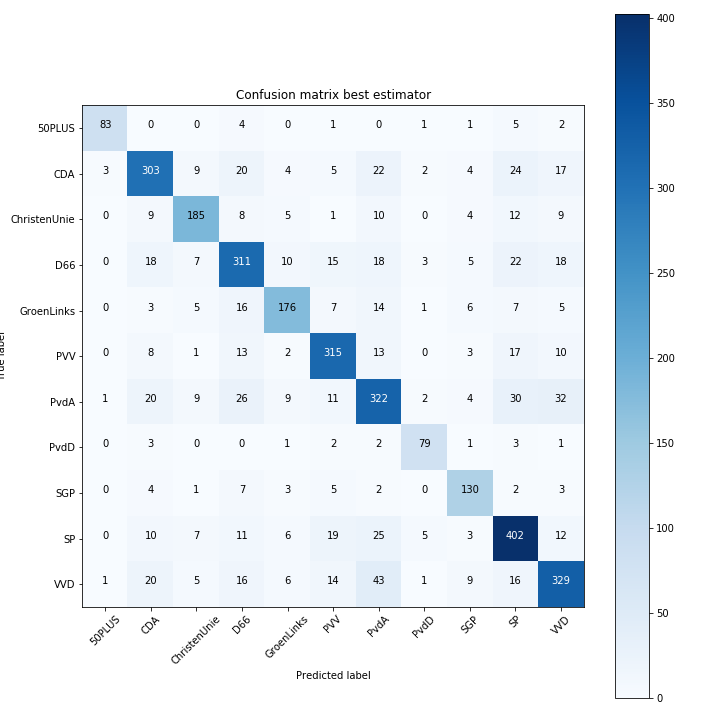 Confusion matrix best estimator
50PLUS 83 0 0 4 0 1 0 1 1 5 2
CDA 3 303 9 20 4 5 22 2 4 24 17
ChristenUnie 0 9 185 8 5 1 10 0 4 12 9
D66 0 18 7 311 10 15 18 3 5 22 18
GroenLinks 0 3 5 16 176 7 14 1 6 7 5
PVV 0 8 1 13 2 315 13 0 3 17 10
PvdA 1 20 9 26 9 11 322 2 4 30 32
PvdD 0 3 0 0 1 2 2 79 1 3 1
SGP 0 4 1 7 3 5 2 0 130 2 3
SP 0 10 7 11 6 19 25 5 3 402 12
VVD 1 20 5 16 6 14 43 1 9 16 329
50PLUS CDA ChristenUnie D66 GroenLinks PVV PvdA PvdD SGP SP VVD
Predicted label
400
350
300
250
200
150
100
50
0